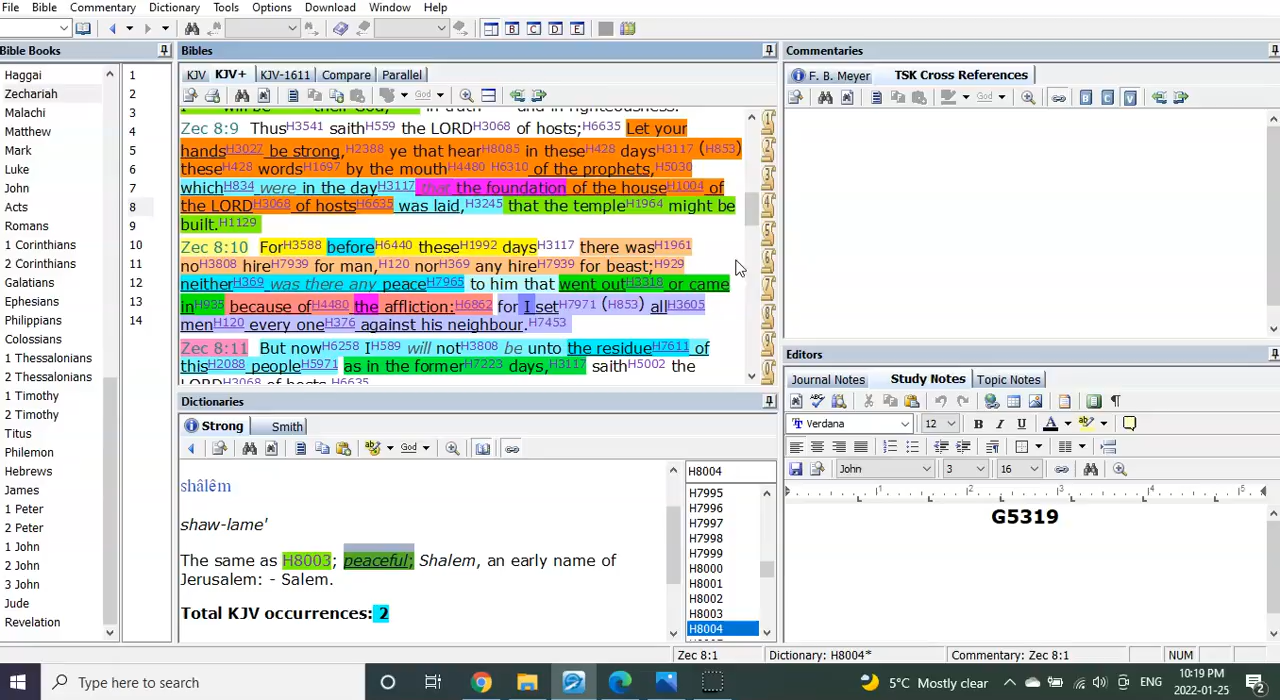 File Bible Commentary Dictionary Tools Options Download Window Help
B C D E
Bible Books
Haggai
Zechariah
Malachi
Matthew
Mark
Luke
John
Acts
Romans
1 Corinthians
2 Corinthians
Galatians
Ephesians
Philippians
Colossians
1 Thessalonians
2 Thessalonians
1 Timothy
2 Timothy
Titus
Philemon
Hebrews
James
1 Peter
2 Peter
1 John
2 John
3 John
Jude
Revelation
1
2
3
4
5
6
7
8
9
10
11
12
13
14
Bibles
KJV KJV+ KJV-1611 Compare Parallel
God
Zec 8:9 ThusH3541 saithH559 the LORDH3068 of hosts;H6635 Let your
handsH3027 be strong,H2388 ye that hearH8085 in theseH428 daysH3117 (H853)
theseH428 wordsH1697 by the mouthH4480 H6310 of the prophets,H5030
whichH834 were in the dayH3117 that the foundation of the houseH1004 of
the LORDH3068 of hostsH6635 was laid,H3245 that the templeH1964 might be
built.H1129
Zec 8:10 ForH3588 beforeH6440 theseH1992 daysH3117 there wasH1961
noH3808 hireH7939 for man,H120 norH369 any hireH7939 for beast;H929
neitherH369 was there any peaceH7965 to him that went outH3318 or came
inH935 because ofH4480 the affliction:H6862 for I setH7971 (H853) allH3605
menH120 every oneH376 against his neighbour.H7453
Zec 8:11 But nowH6258 IH589 will notH3808 be unto the residueH7611 of
thisH2088 peopleH5971 as in the formerH7223 days,H3117 saithH5002 the
LORDH3068 of hosts.H6635
Dictionaries
Strong Smith
God
shâlêm
shaw-lame'
The same as H8003; peaceful; Shalem, an early name of
Jerusalem: - Salem.
Total KJV occurrences: 2
H8004
H7995
H7996
H7997
H7998
H7999
H8000
H8001
H8002
H8003
H8004
Commentaries
F. B. Meyer TSK Cross References
God B C V
Editors
Journal Notes Study Notes Topic Notes
Verdana 12 B I U A
John 3 16
1 2 3 4 5
G5319
Zec 8:1 Dictionary: H8004* Commentary: Zec 8:1 NUM
Type here to search
5°C Mostly clear ENG
10:19 PM
2022-01-25
2